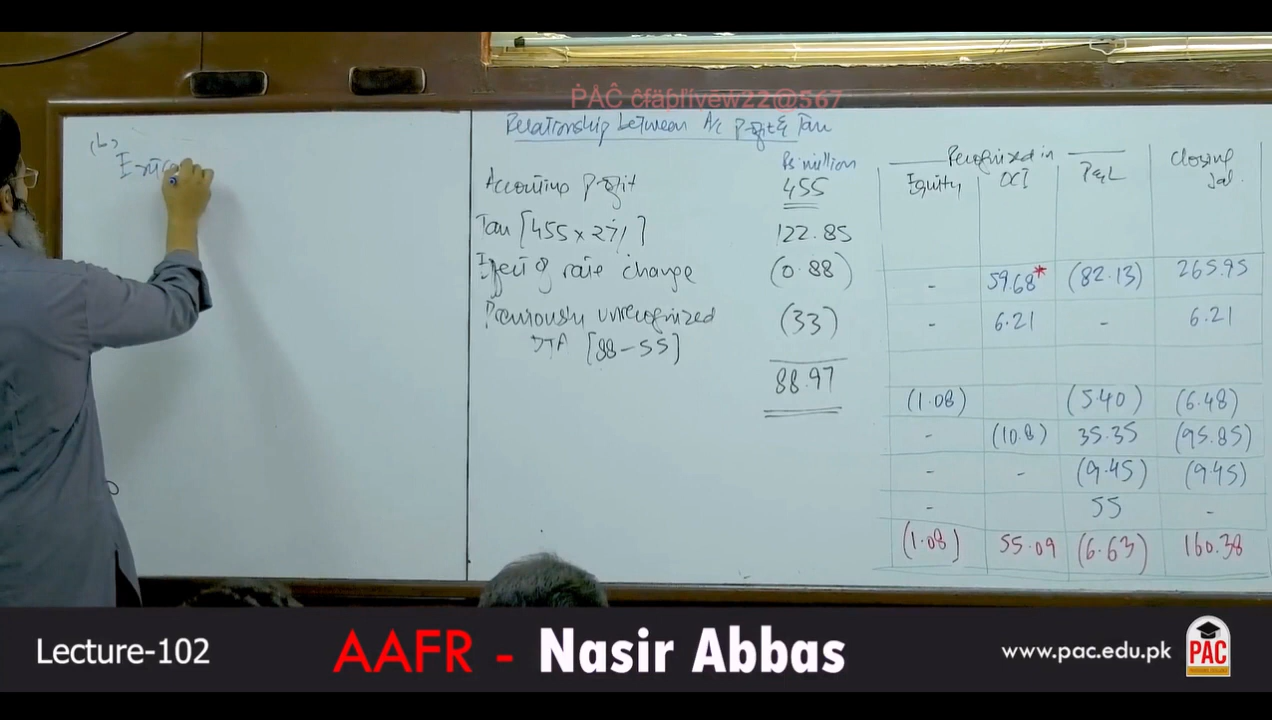 PÂĈ ĉfäbľívëw22@567
(b)
Relationship between A/c profit & Tax
Rs million
Accounting profit 455
Tax [455 x 27%] 122.85
Effect of rate change (0.88)
Previously unrecognized (33)
DTA [88 - 55]
88.97
Recognized in
Equity OCI P&L Closing bal.
- 59.68* (82.13) 265.95
- 6.21 - 6.21
(1.08) (5.40) (6.48)
- (10.8) 35.35 (95.85)
- - (9.45) (9.45)
- 55 -
(1.08) 55.09 (6.63) 160.38
Lecture-102
AAFR - Nasir Abbas
www.pac.edu.pk
PAC